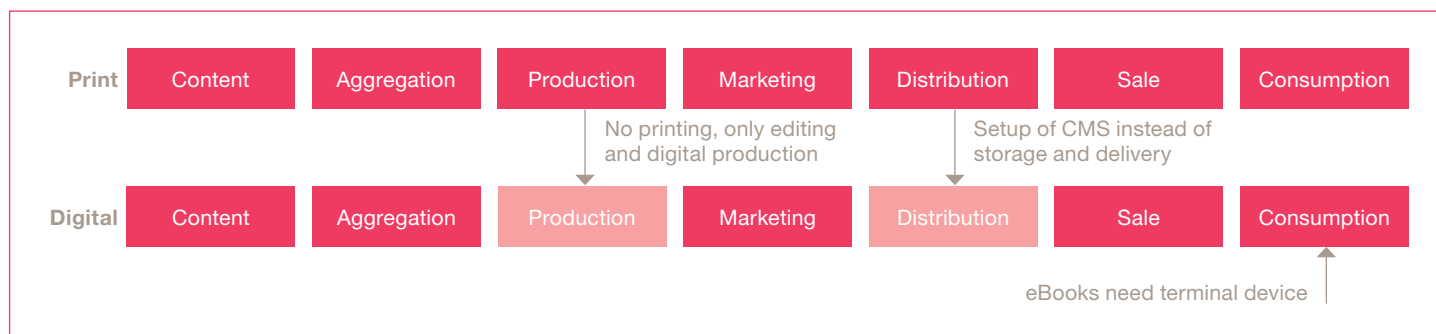 Print
Content
Aggregation
Production
Marketing
Distribution
Sale
Consumption
No printing, only editing
and digital production
Setup of CMS instead of
storage and delivery
Digital
Content
Aggregation
Production
Marketing
Distribution
Sale
Consumption
eBooks need terminal device